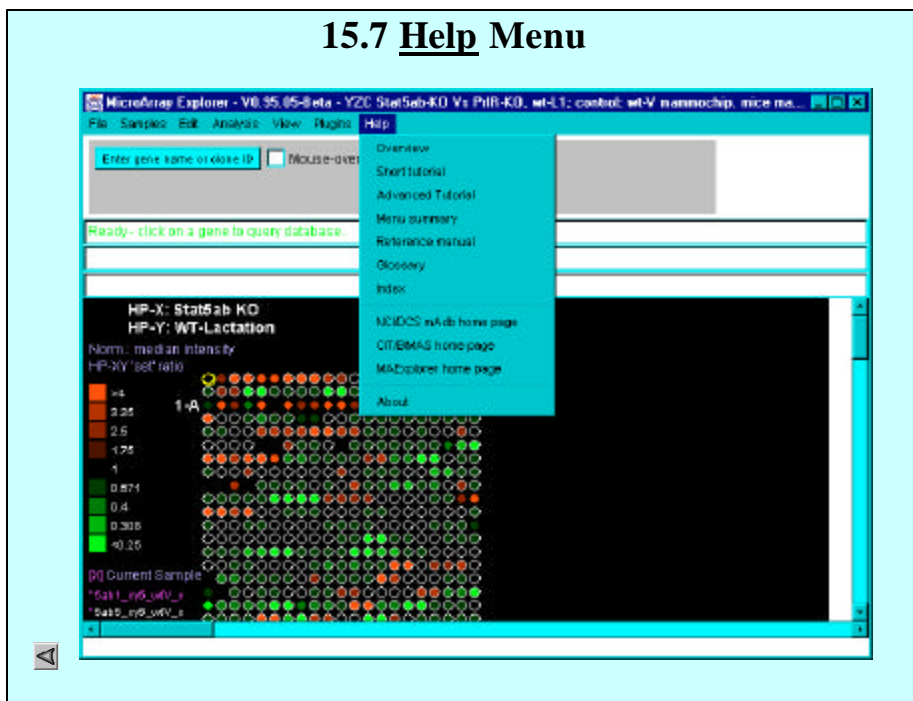 15.7 Help Menu
MicroArray Explorer - V0.95.05-Beta - YZC Stat5ab-KO Vs PrlR-KO, wt-L1; control: wt-V mammochip, mice ma...
File Samples Edit Analysis View Plugins Help
Enter gene name or clone ID Mouse-over
Overview
Short tutorial
Advanced Tutorial
Menu summary
Reference manual
Glossary
Index
NCI/DCS mAdb home page
CIT/BIMAS home page
MAExplorer home page
About
Ready - click on a gene to query database.
HP-X: Stat5ab KO
HP-Y: WT-Lactation
Norm.: median intensity
HP-XY 'set' ratio
>4
3.25
2.5
1.75
1
0.571
0.4
0.308
<0.25
1-A
Current Sample